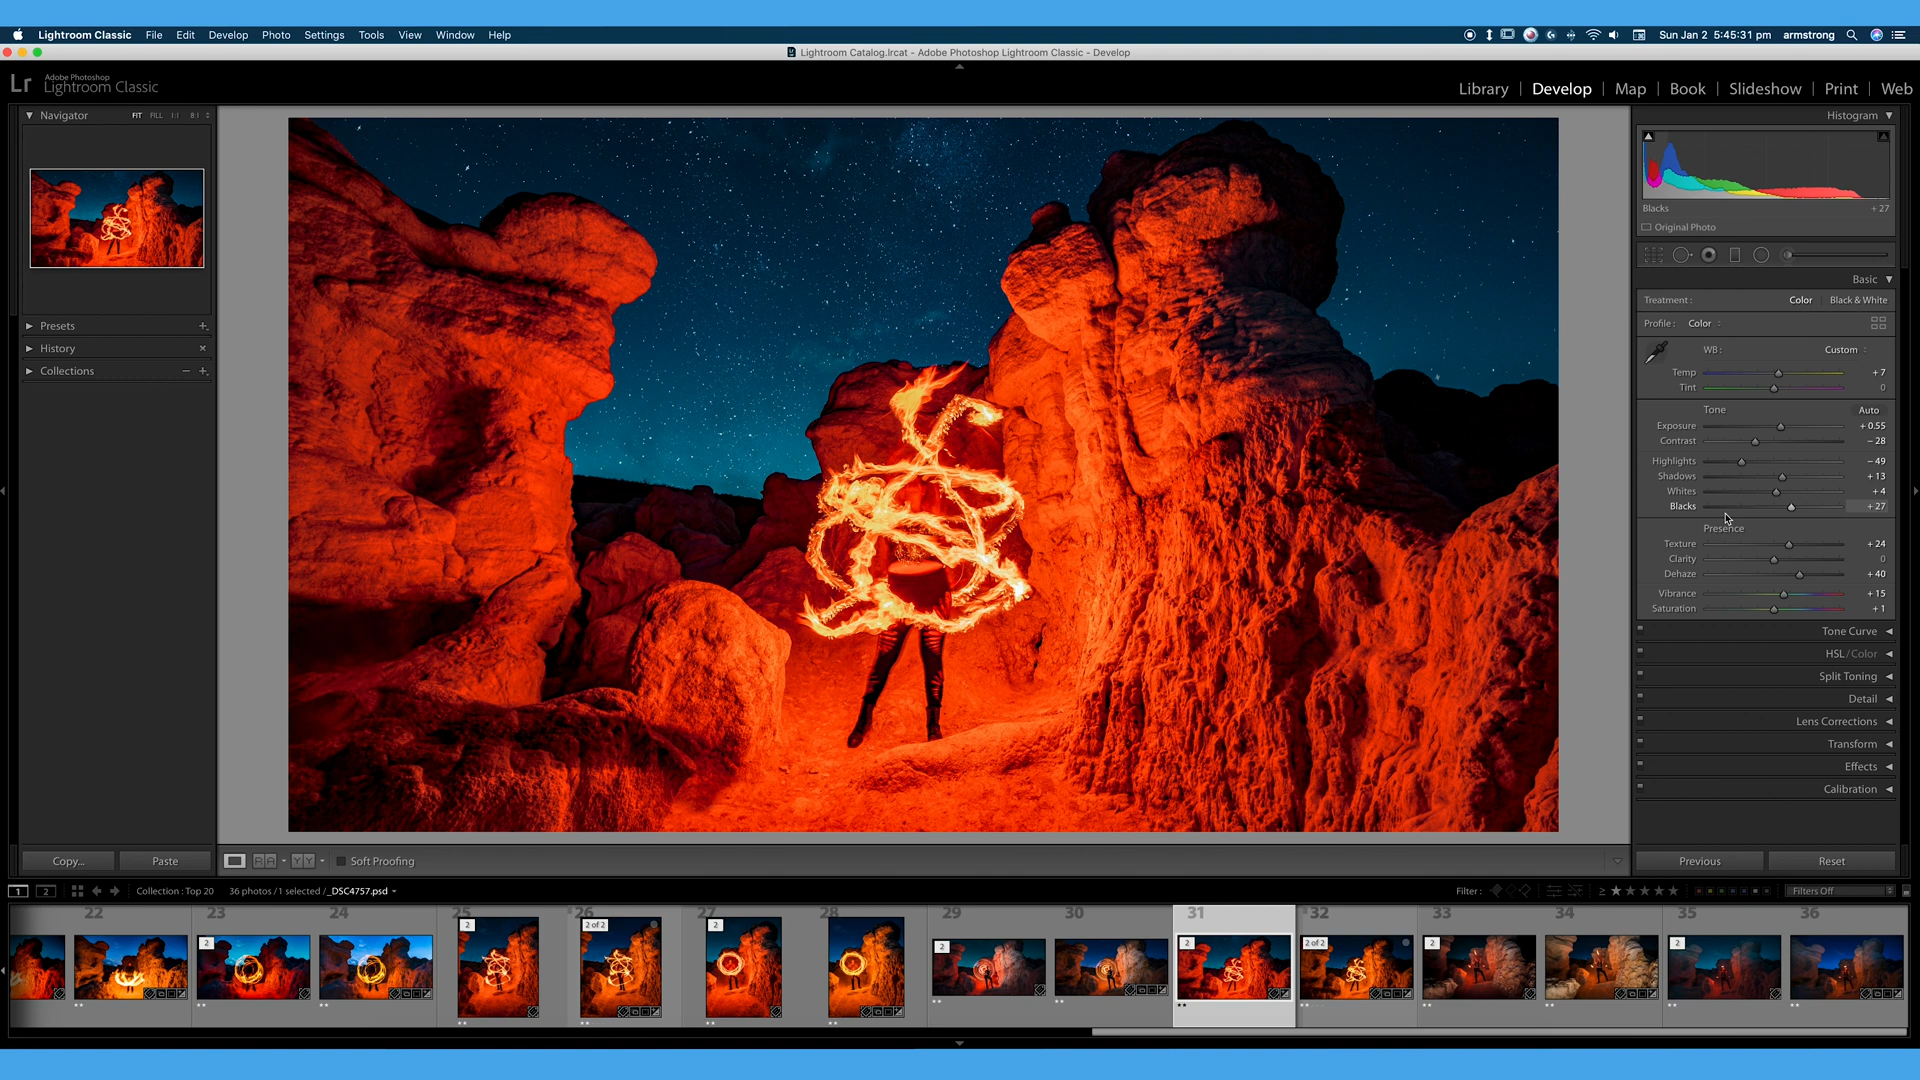 Lightroom Classic File Edit Develop Photo Settings Tools View Window Help Sun Jan 2 5:45:31 pm armstrong
Lightroom Catalog.lrcat - Adobe Photoshop Lightroom Classic - Develop
Lr Adobe Photoshop
Lightroom Classic
Library | Develop | Map | Book | Slideshow | Print | Web
Navigator FIT FILL 1:1 8:1
Presets
History
Collections
Histogram
Blacks + 27
Original Photo
Basic
Treatment : Color Black & White
Profile : Color
WB : Custom
Temp + 7
Tint 0
Tone Auto
Exposure + 0.55
Contrast − 28
Highlights − 49
Shadows + 13
Whites + 4
Blacks + 27
Presence
Texture + 24
Clarity 0
Dehaze + 40
Vibrance + 15
Saturation + 1
Tone Curve
HSL / Color
Split Toning
Detail
Lens Corrections
Transform
Effects
Calibration
Copy... Paste
R A Y Y Soft Proofing
Previous Reset
1 2 Collection : Top 20 36 photos / 1 selected / _DSC4757.psd Filter : ≥ Filters Off
22 23 24 25 26 27 28 29 30 31 32 33 34 35 36
2 2 2 of 2 2 2 2 2 of 2 2 2